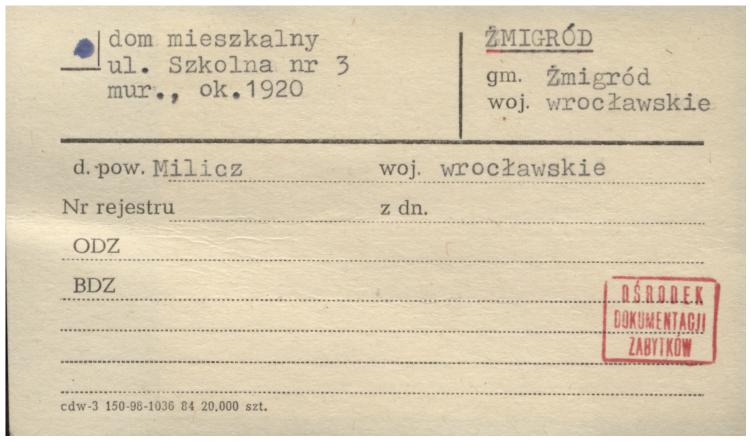 dom mieszkalny
ul. Szkolna nr 3
mur., ok.1920
ŻMIGRÓD
gm. Żmigród
woj. wrocławskie
d. pow. Milicz woj. wrocławskie
Nr rejestru z dn.
ODZ
BDZ
OŚRODEK
DOKUMENTACJI
ZABYTKÓW
cdw-3 150-98-1036 84 20.000 szt.